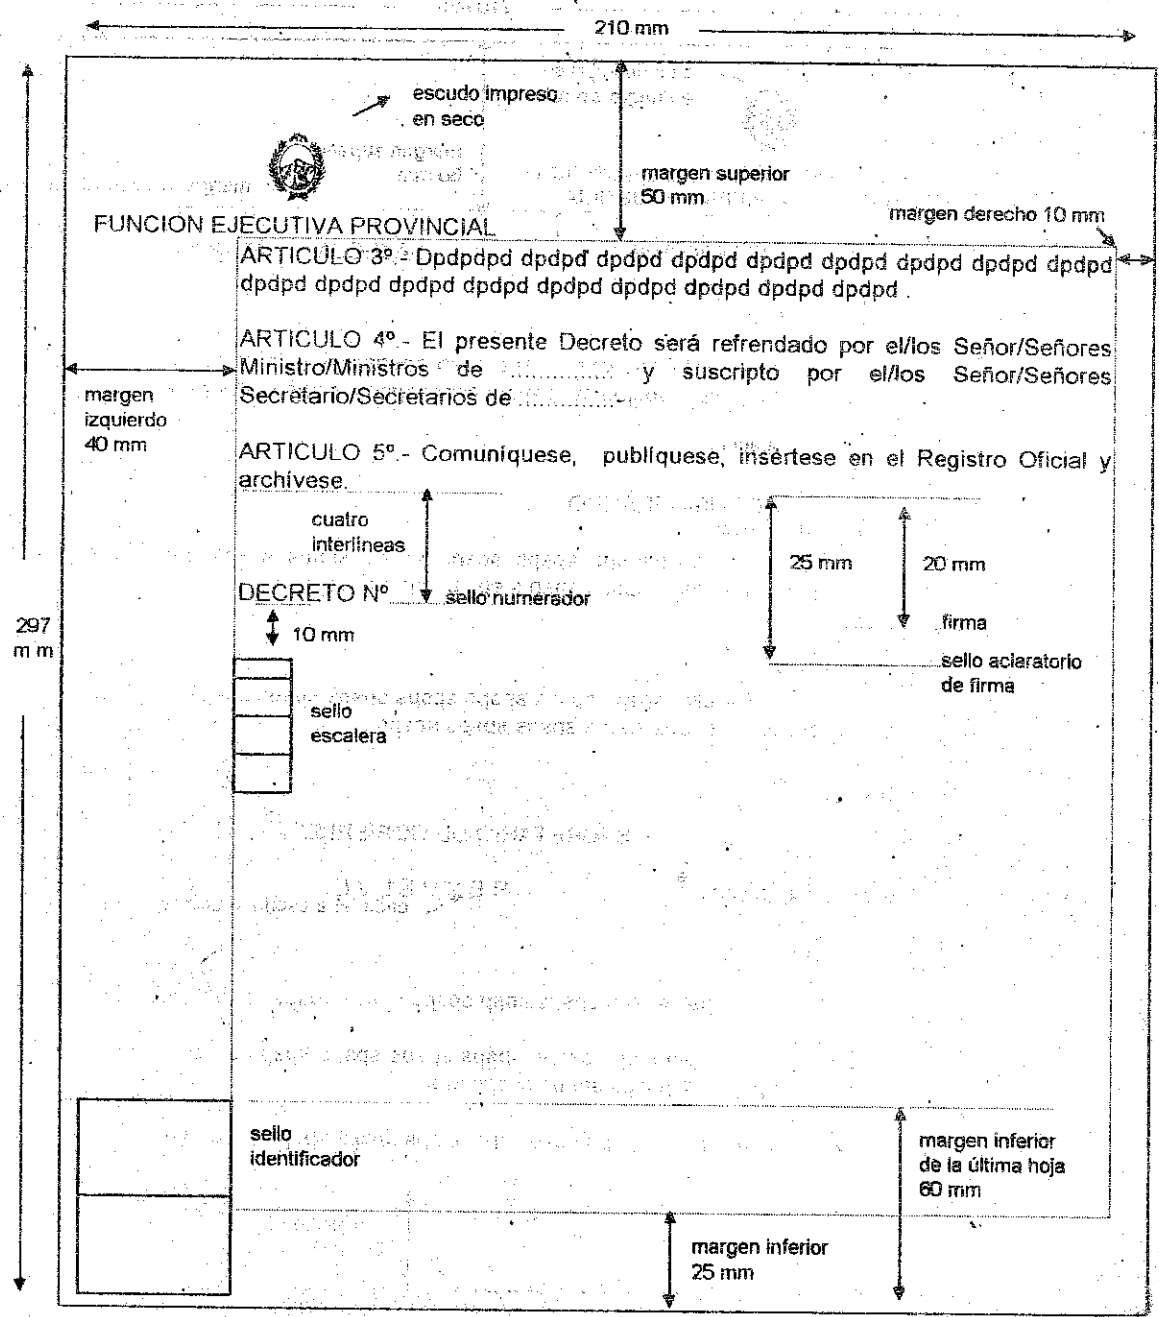 210 mm
escudo impreso
en seco
margen superior
50 mm
margen derecho 10 mm
FUNCION EJECUTIVA PROVINCIAL
ARTICULO 3º.- Dpdpdpd dpdpd dpdpd dpdpd dpdpd dpdpd dpdpd dpdpd dpdpd
dpdpd dpdpd dpdpd dpdpd dpdpd dpdpd dpdpd dpdpd dpdpd .
ARTICULO 4º.- El presente Decreto será refrendado por el/los Señor/Señores
Ministro/Ministros de .............. y suscripto por el/los Señor/Señores
Secretario/Secretarios de ..............
margen
izquierdo
40 mm
ARTICULO 5º.- Comuníquese, publíquese, insértese en el Registro Oficial y
archívese.
cuatro
interlineas
25 mm
20 mm
DECRETO Nº
sello numerador
10 mm
firma
297
m m
sello aclaratorio
de firma
sello
escalera
sello
identificador
margen inferior
de la última hoja
60 mm
margen inferior
25 mm